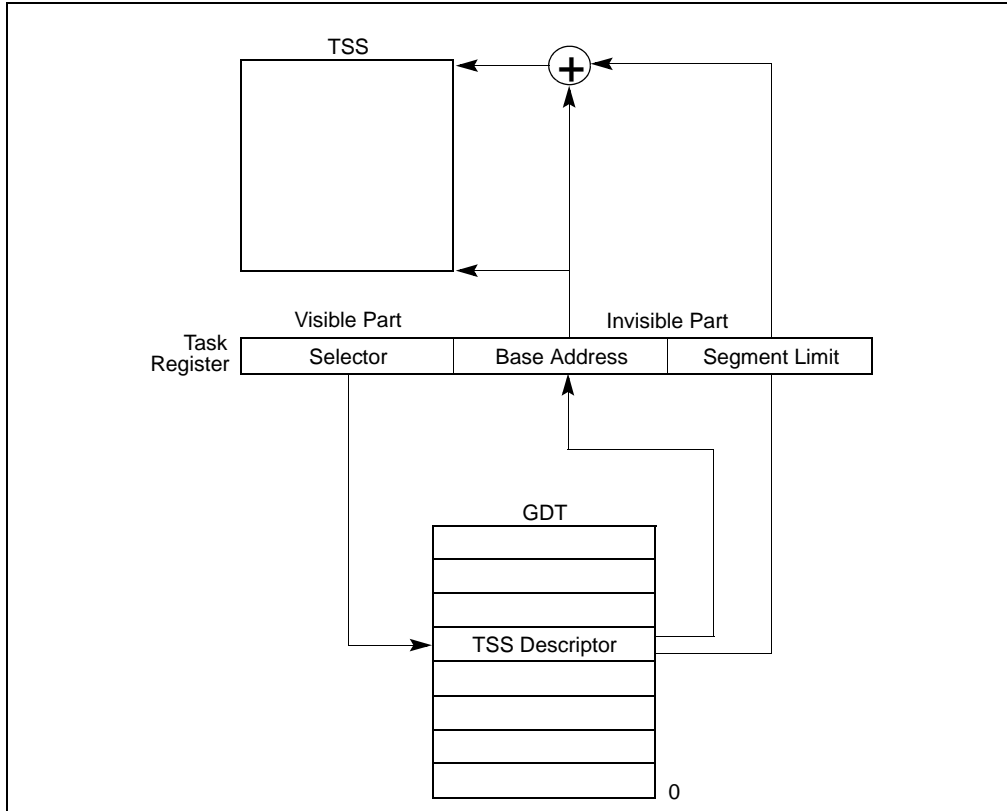 TSS
+
Visible Part
Invisible Part
Task
Register
Selector
Base Address
Segment Limit
GDT
TSS Descriptor
0